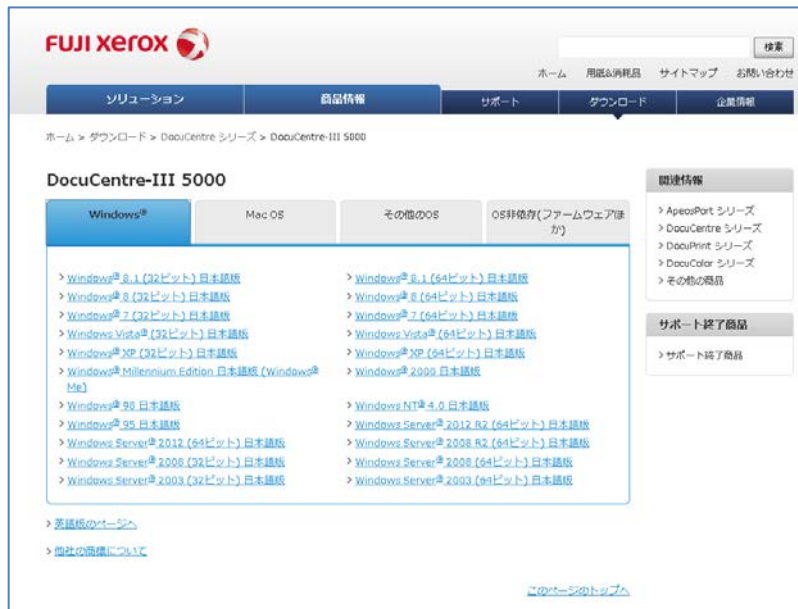 FUJI xerox
検索
ホーム 用紙&消耗品 サイトマップ お問い合わせ
ソリューション 商品情報 サポート ダウンロード 企業情報
ホーム > ダウンロード > DocuCentre シリーズ > DocuCentre-III 5000
DocuCentre-III 5000
Windows® Mac OS その他のOS OS非依存(ファームウェアほ
か)
> Windows® 8.1 (32ビット) 日本語版 > Windows® 8.1 (64ビット) 日本語版
> Windows® 8 (32ビット) 日本語版 > Windows® 8 (64ビット) 日本語版
> Windows® 7 (32ビット) 日本語版 > Windows® 7 (64ビット) 日本語版
> Windows Vista® (32ビット) 日本語版 > Windows Vista® (64ビット) 日本語版
> Windows® XP (32ビット) 日本語版 > Windows® XP (64ビット) 日本語版
> Windows® Millennium Edition 日本語版 (Windows® > Windows® 2000 日本語版
Me)
> Windows® 98 日本語版 > Windows NT® 4.0 日本語版
> Windows® 95 日本語版 > Windows Server® 2012 R2 (64ビット) 日本語版
> Windows Server® 2012 (64ビット) 日本語版 > Windows Server® 2008 R2 (64ビット) 日本語版
> Windows Server® 2008 (32ビット) 日本語版 > Windows Server® 2008 (64ビット) 日本語版
> Windows Server® 2003 (32ビット) 日本語版 > Windows Server® 2003 (64ビット) 日本語版
> 英語版のページへ
> 他社の商標について
このページのトップへ
関連情報
> ApeosPort シリーズ
> DocuCentre シリーズ
> DocuPrint シリーズ
> DocuColor シリーズ
> その他の商品
サポート終了商品
> サポート終了商品